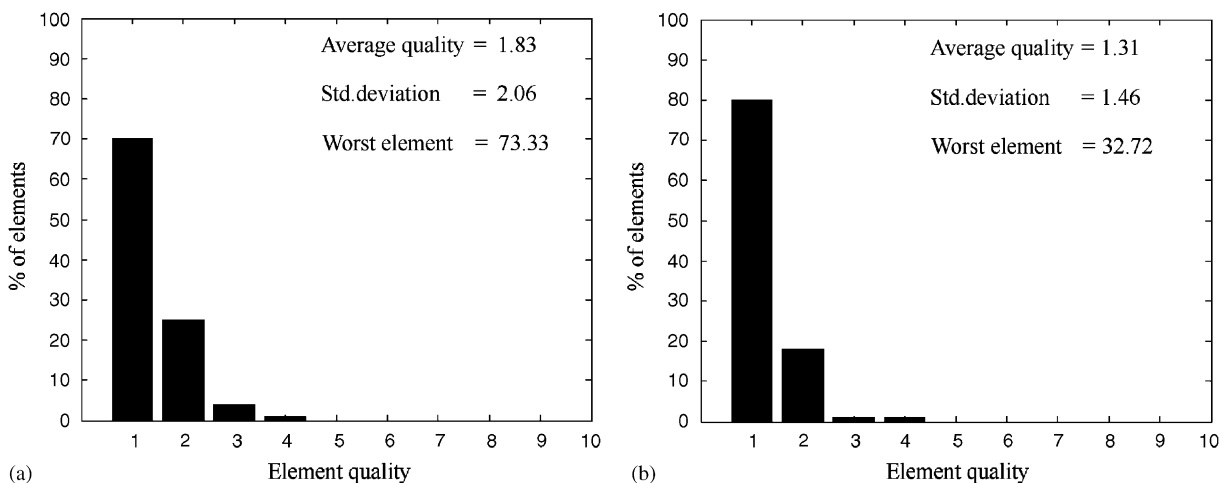 100
90
80
70
60
50
40
30
20
10
0
% of elements
Average quality = 1.83
Std.deviation = 2.06
Worst element = 73.33
1 2 3 4 5 6 7 8 9 10
Element quality
(a)
100
90
80
70
60
50
40
30
20
10
0
% of elements
Average quality = 1.31
Std.deviation = 1.46
Worst element = 32.72
1 2 3 4 5 6 7 8 9 10
Element quality
(b)